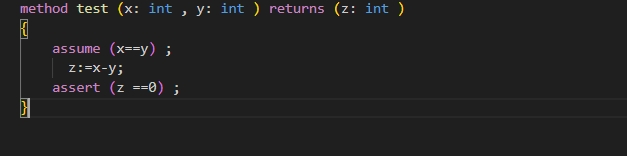 method test (x: int , y: int ) returns (z: int )
{
    assume (x==y) ;
      z:=x-y;
    assert (z ==0) ;
}